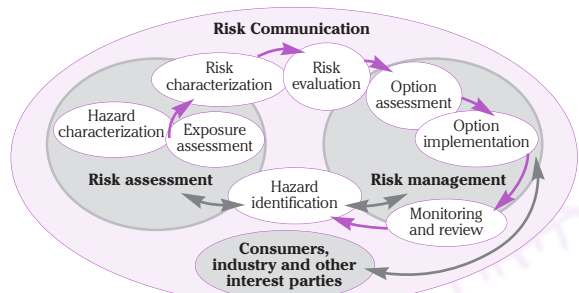 Risk Communication
Risk
characterization
Risk
evaluation
Option
assessment
Hazard
characterization
Exposure
assessment
Option
implementation
Risk assessment
Hazard
identification
Risk management
Monitoring
and review
Consumers,
industry and other
interest parties